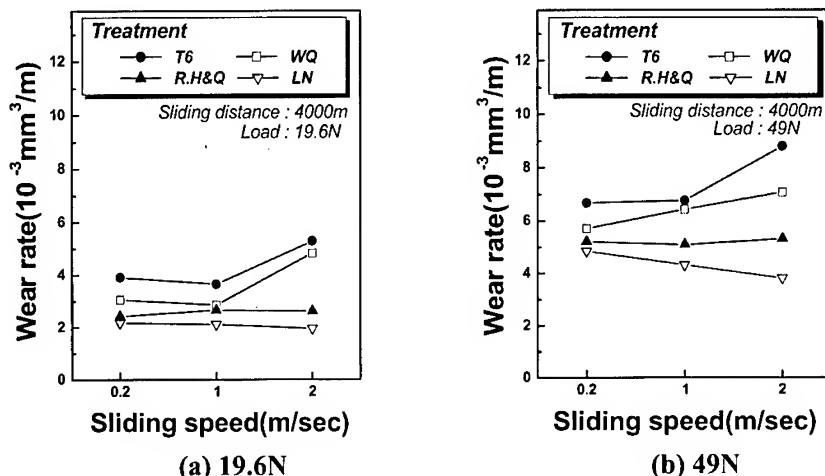 Treatment
T6 WQ
R.H&Q LN
Sliding distance : 4000m
Load : 19.6N
Wear rate(10⁻³mm³/m)
12
10
8
6
4
2
0
0.2 1 2
Sliding speed(m/sec)
(a) 19.6N
Treatment
T6 WQ
R.H&Q LN
Sliding distance : 4000m
Load : 49N
Wear rate(10⁻³mm³/m)
12
10
8
6
4
2
0
0.2 1 2
Sliding speed(m/sec)
(b) 49N